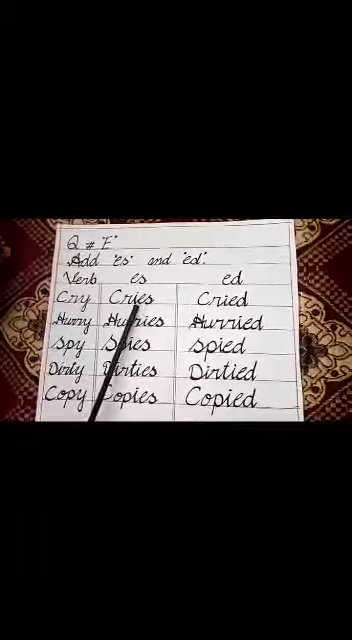 Q # "E"
Add "es" and "ed".
Verb es ed
Cry Cries Cried
Hurry Hurries Hurried
Spy Spies Spied
Dirty Dirties Dirtied
Copy Copies Copied